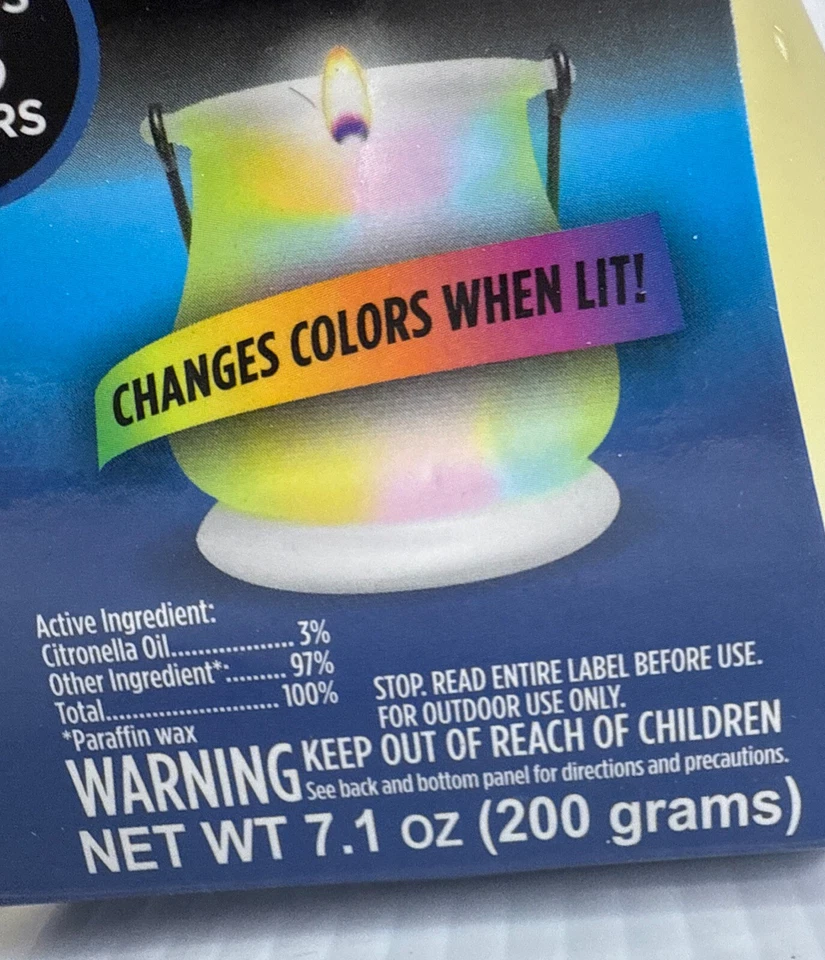 RS
CHANGES COLORS WHEN LIT!
Active Ingredient:
Citronella Oil.................. 3%
Other Ingredient*:......... 97%
Total.......................... 100%
*Paraffin wax
STOP. READ ENTIRE LABEL BEFORE USE.
FOR OUTDOOR USE ONLY.
WARNING KEEP OUT OF REACH OF CHILDREN
See back and bottom panel for directions and precautions.
NET WT 7.1 oz (200 grams)